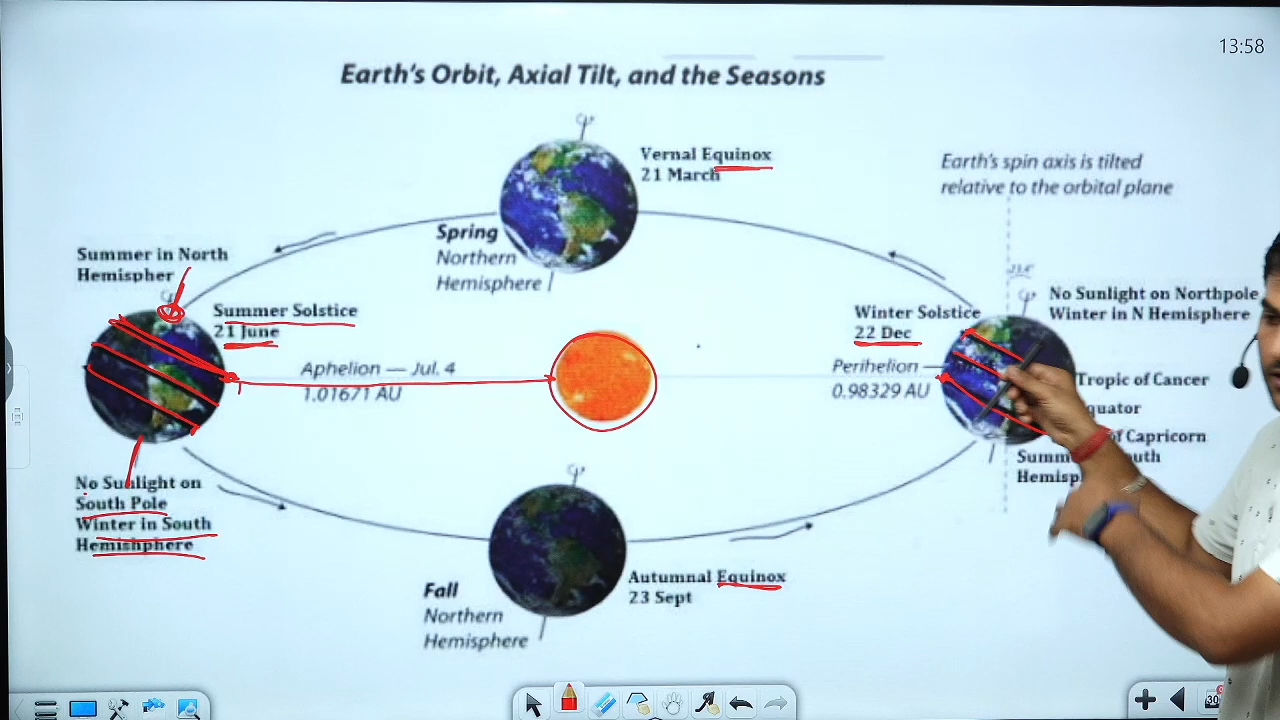 13:58
Earth's Orbit, Axial Tilt, and the Seasons
Vernal Equinox
21 March
Earth's spin axis is tilted
relative to the orbital plane
Spring
Northern
Hemisphere
Summer in North
Hemispher
Summer Solstice
21 June
Winter Solstice
22 Dec
No Sunlight on Northpole
Winter in N Hemisphere
Aphelion — Jul. 4
1.01671 AU
Perihelion —
0.98329 AU
Tropic of Cancer
of Capricorn
No Sunlight on
South Pole
Winter in South
Hemishphere
Autumnal Equinox
23 Sept
Fall
Northern
Hemisphere